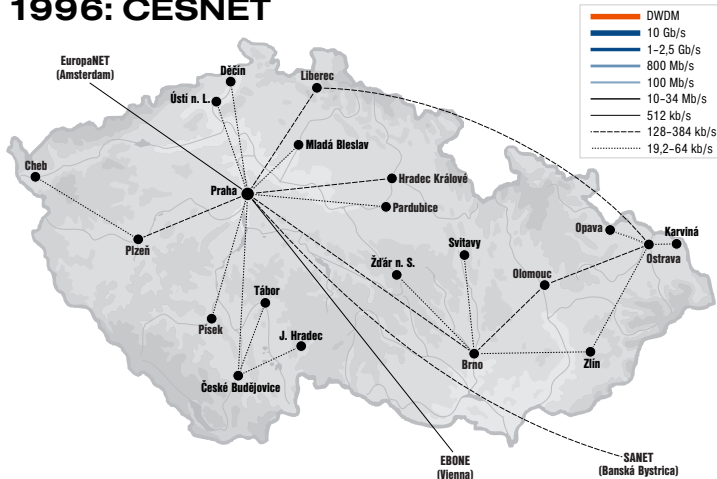 1996: CESNET
DWDM
10 Gb/s
1–2,5 Gb/s
800 Mb/s
100 Mb/s
10–34 Mb/s
512 kb/s
128–384 kb/s
19,2–64 kb/s
EuropaNET
(Amsterdam)
Děčín
Liberec
Ústí n. L.
Mladá Bleslav
Cheb
Praha
Hradec Králové
Pardubice
Plzeň
Opava
Karviná
Svitavy
Ostrava
Žďár n. S.
Olomouc
Tábor
Písek
J. Hradec
Brno
Zlín
České Budějovice
EBONE
(Vienna)
SANET
(Banská Bystrica)